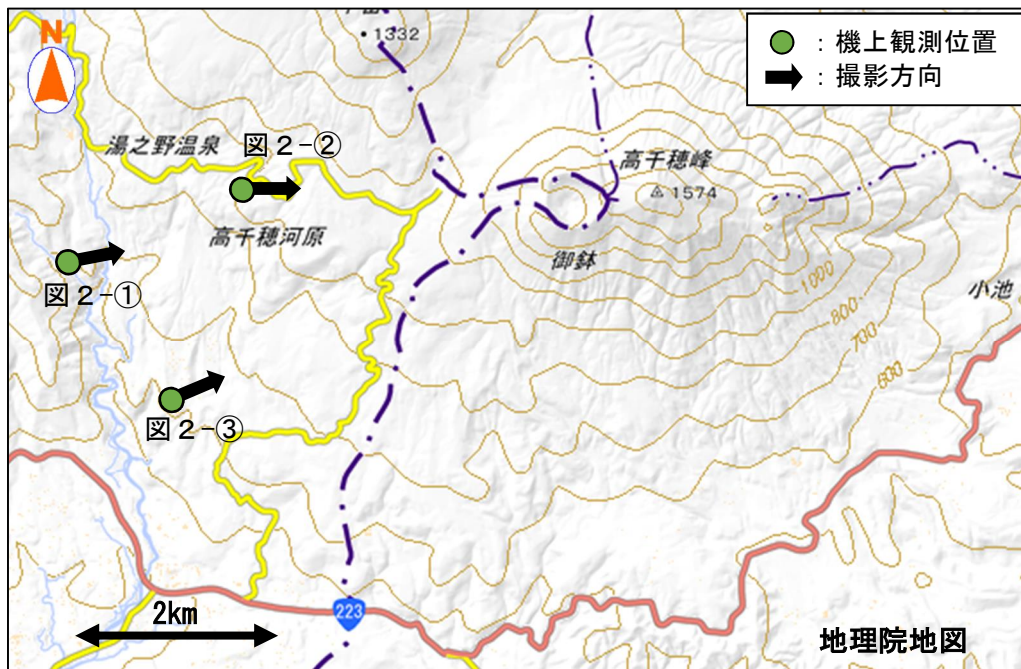 N
・1332
：機上観測位置
：撮影方向
湯之野温泉
図２-②
高千穂峰
1574
高千穂河原
御鉢
図２-①
1000
小池
800
700
600
図２-③
2km
223
地理院地図